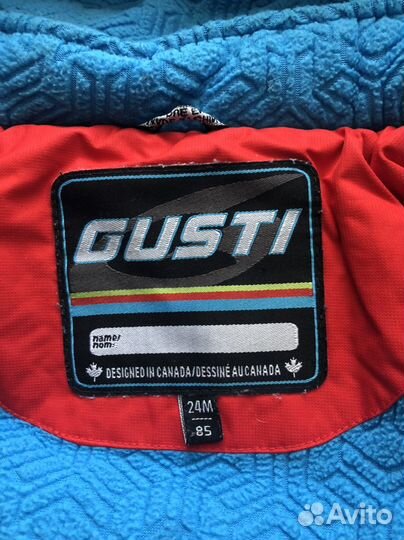 GUSTI
name/
nom:
DESIGNED IN CANADA/DESSINÉ AU CANADA
24M
85
Avito